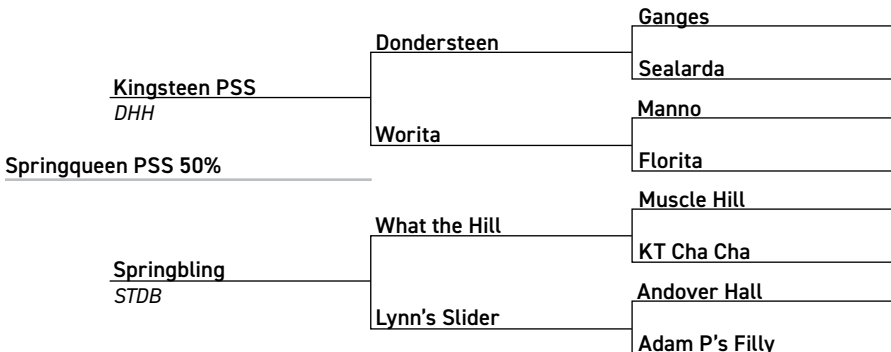 Ganges
Dondersteen
Sealarda
Kingsteen PSS
DHH
Manno
Worita
Florita
Springqueen PSS 50%
Muscle Hill
What the Hill
KT Cha Cha
Springbling
STDB
Andover Hall
Lynn's Slider
Adam P's Filly